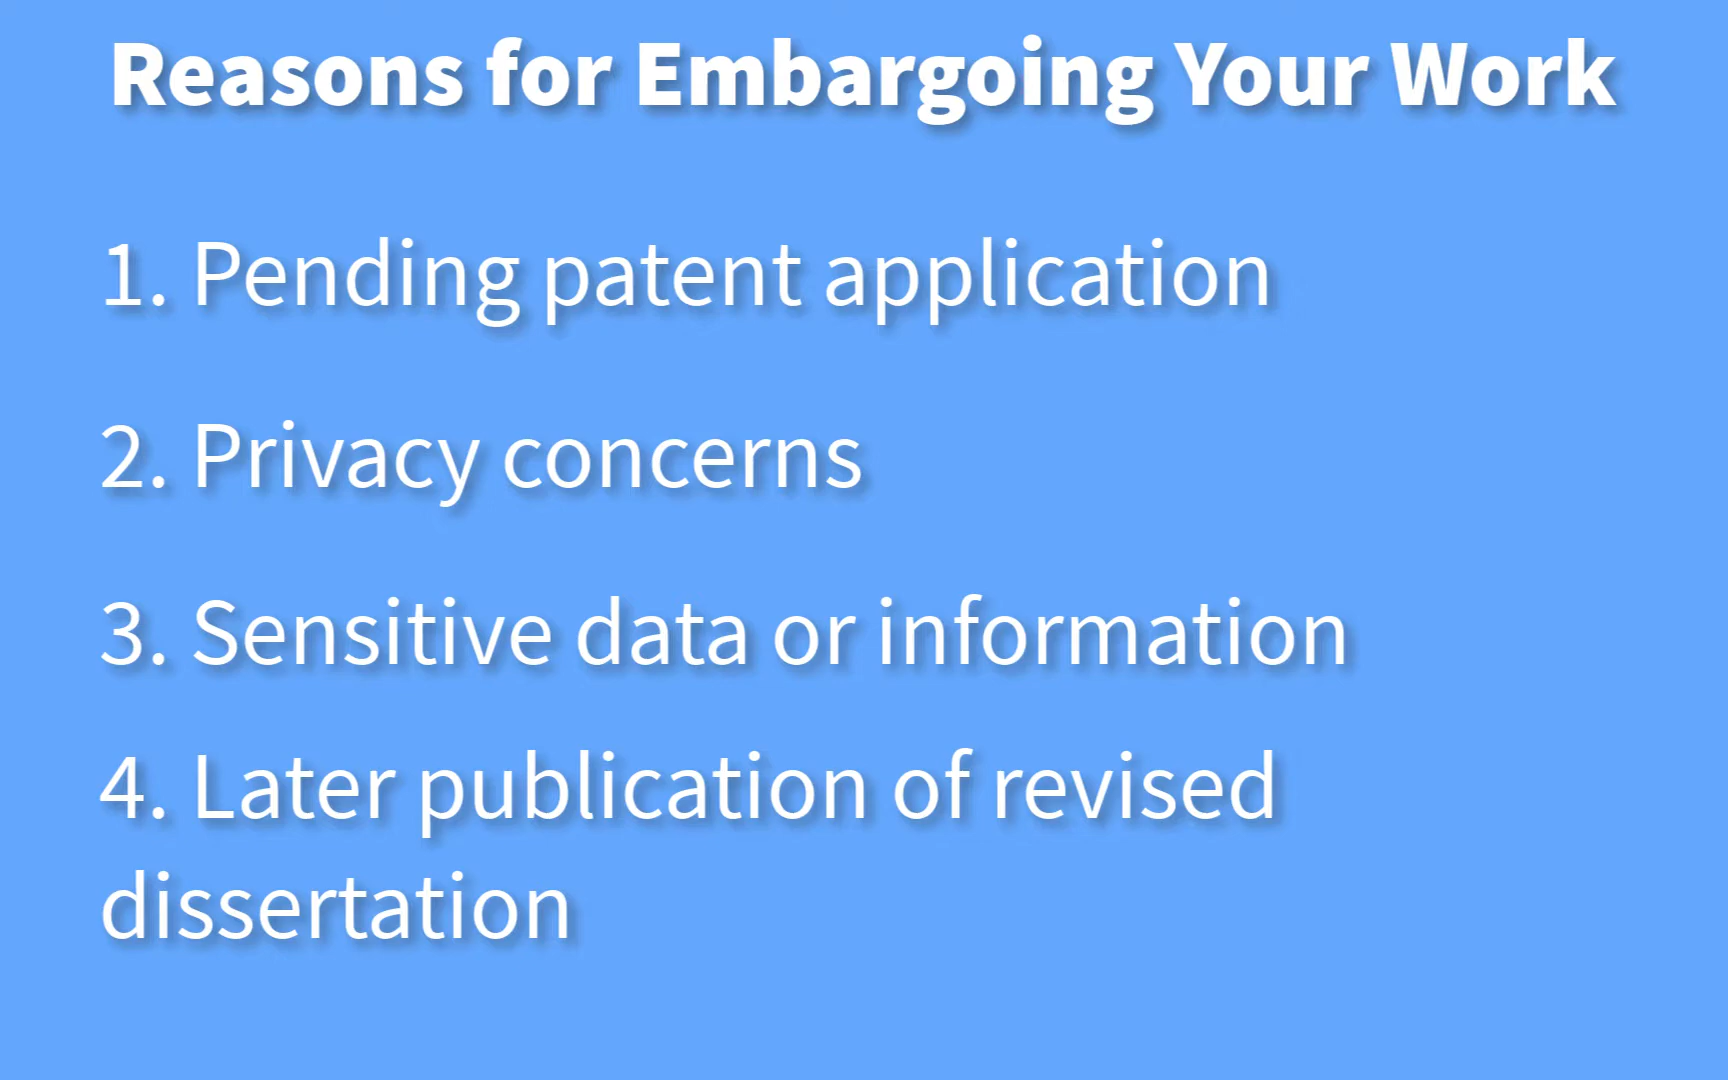 Reasons for Embargoing Your Work
1. Pending patent application
2. Privacy concerns
3. Sensitive data or information
4. Later publication of revised
dissertation